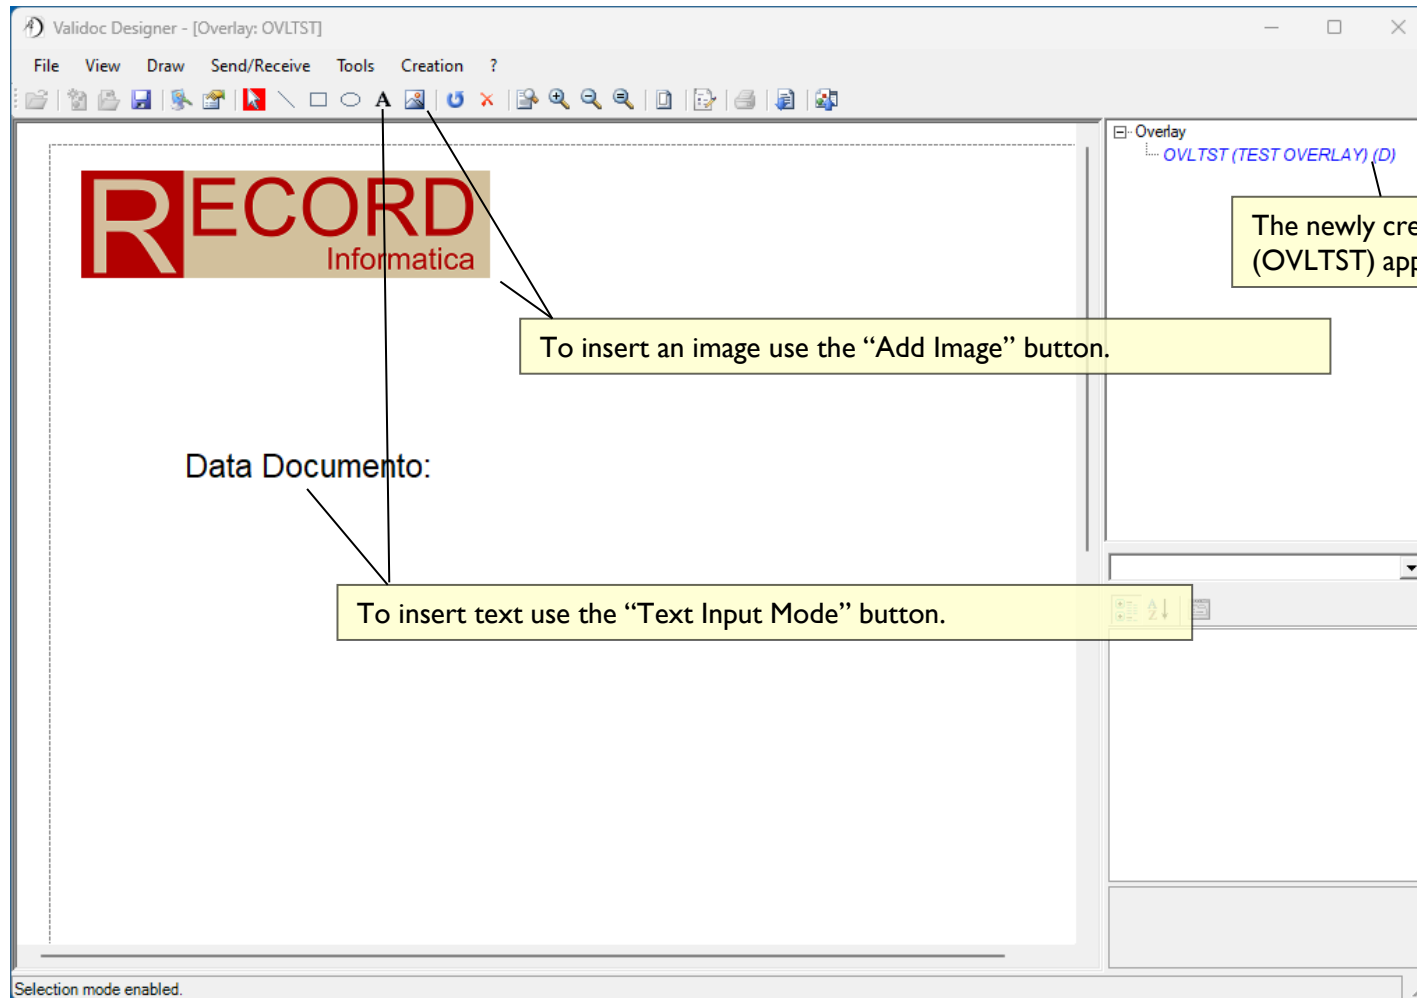 Validoc Designer - [Overlay: OVLTST]
File View Draw Send/Receive Tools Creation ?
A
Overlay
OVLTST (TEST OVERLAY) (D)
RECORD
Informatica
The newly cre
(OVLTST) app
To insert an image use the “Add Image” button.
Data Documento:
To insert text use the “Text Input Mode” button.
Selection mode enabled.